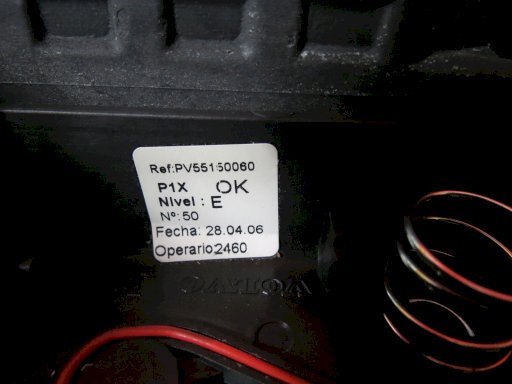 Ref:PV55150060
P1X OK
Nivel : E
Nº: 50
Fecha: 28.04.06
Operario2460